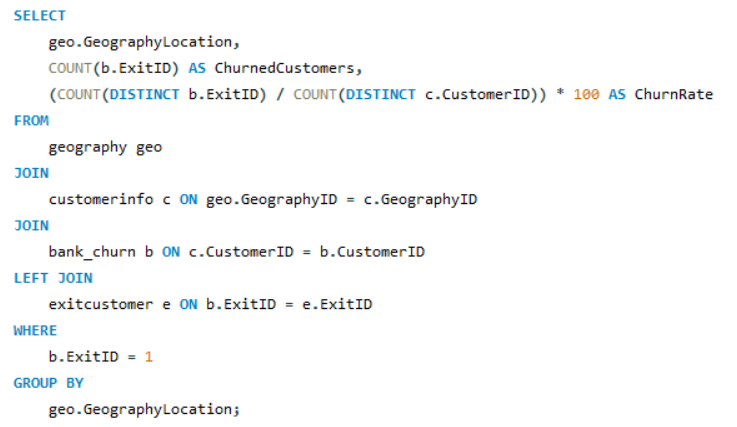 SELECT
geo.GeographyLocation,
COUNT(b.ExitID) AS ChurnedCustomers,
(COUNT(DISTINCT b.ExitID) / COUNT(DISTINCT c.CustomerID)) * 100 AS ChurnRate
FROM
geography geo
JOIN
customerinfo c ON geo.GeographyID = c.GeographyID
JOIN
bank_churn b ON c.CustomerID = b.CustomerID
LEFT JOIN
exitcustomer e ON b.ExitID = e.ExitID
WHERE
b.ExitID = 1
GROUP BY
geo.GeographyLocation;